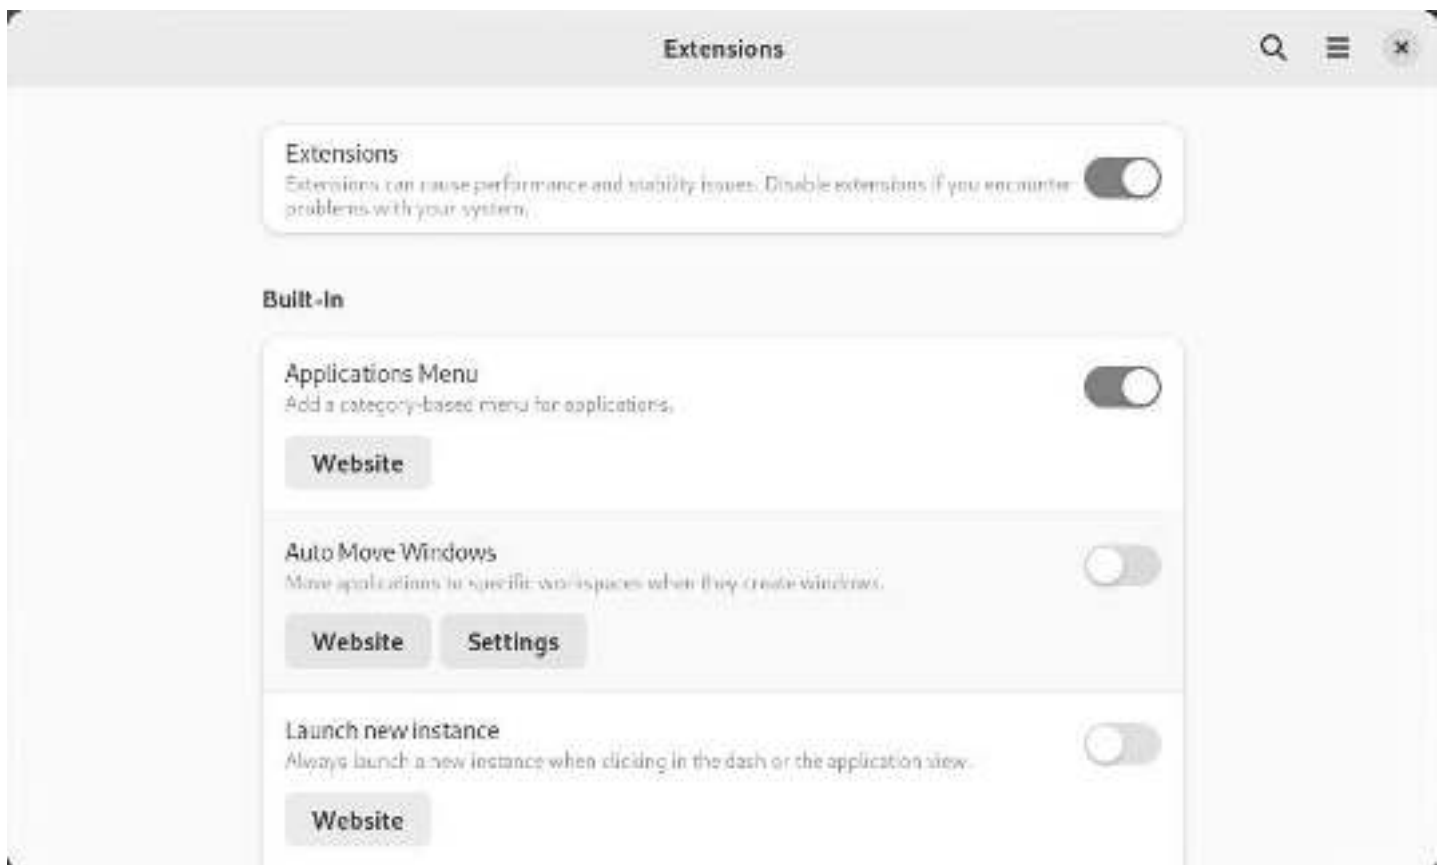 Extensions
Extensions
Extensions can cause performance and stability issues. Disable extensions if you encounter
problems with your system.
Built-In
Applications Menu
Add a category-based menu for applications.
Website
Auto Move Windows
Move applications to specific workspaces when they create windows.
Website Settings
Launch new instance
Always launch a new instance when clicking in the dash or the application view.
Website